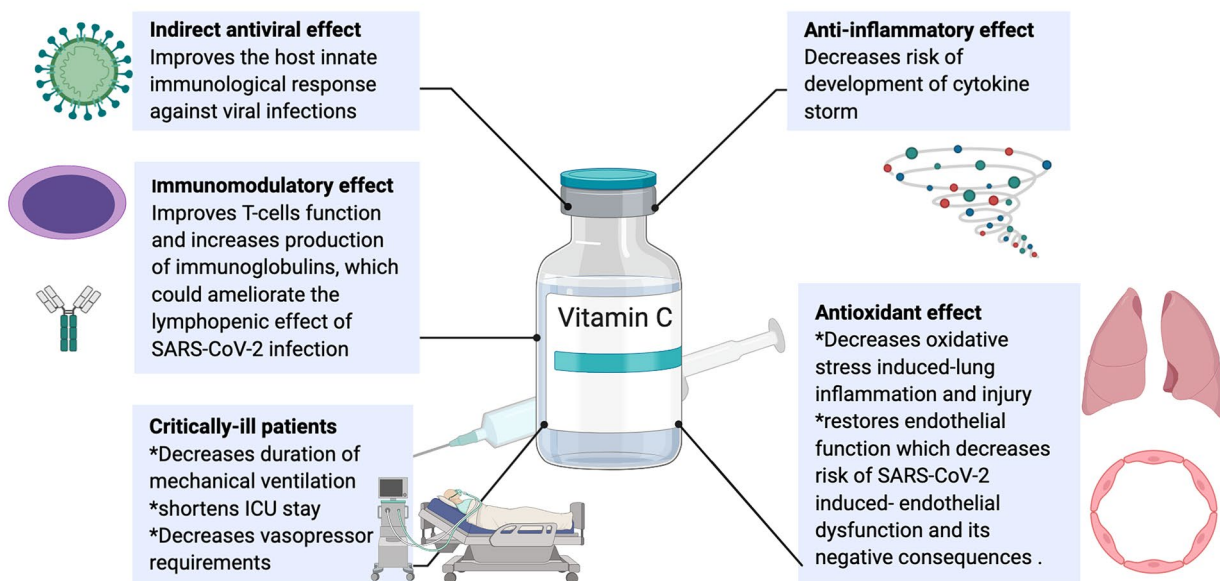 Indirect antiviral effect
Improves the host innate
immunological response
against viral infections
Immunomodulatory effect
Improves T-cells function
and increases production
of immunoglobulins, which
could ameliorate the
lymphopenic effect of
SARS-CoV-2 infection
Critically-ill patients
*Decreases duration of
mechanical ventilation
*shortens ICU stay
*Decreases vasopressor
requirements
Vitamin C
Anti-inflammatory effect
Decreases risk of
development of cytokine
storm
Antioxidant effect
*Decreases oxidative
stress induced-lung
inflammation and injury
*restores endothelial
function which decreases
risk of SARS-CoV-2
induced- endothelial
dysfunction and its
negative consequences .